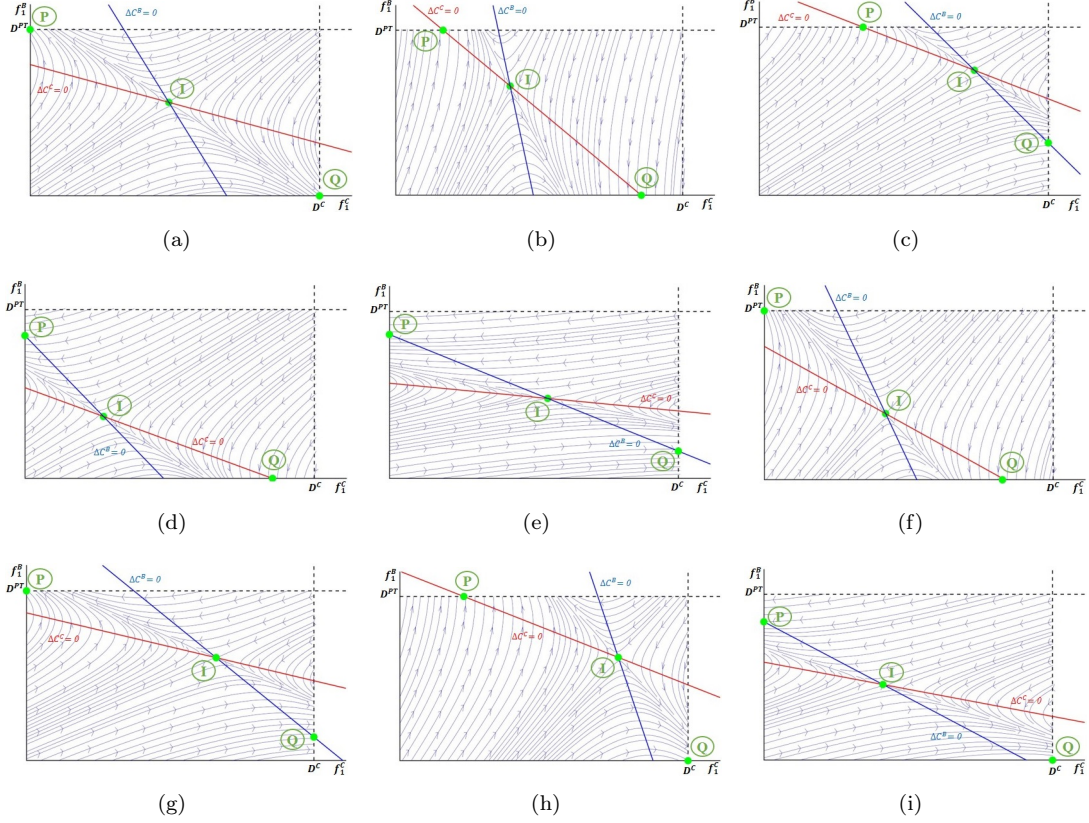 f₁ᴮ P ΔCᴮ= 0
Dᴾᵀ
I
ΔCᶜ= 0
Q
Dᶜ f₁ᶜ
(a)
f₁ᴮ ΔCᶜ= 0 ΔCᴮ=0
Dᴾᵀ
P
I
Q
Dᶜ f₁ᶜ
(b)
f₁ᴮ ΔCᶜ= 0 P ΔCᴮ= 0
Dᴾᵀ
I
Q
Dᶜ f₁ᶜ
(c)
f₁ᴮ
Dᴾᵀ
P
I
ΔCᶜ= 0
ΔCᴮ= 0
Q
Dᶜ f₁ᶜ
(d)
f₁ᴮ
Dᴾᵀ
P
I
ΔCᶜ= 0
ΔCᴮ= 0
Q
Dᶜ f₁ᶜ
(e)
f₁ᴮ P ΔCᴮ= 0
Dᴾᵀ
ΔCᶜ= 0
I
Q
Dᶜ f₁ᶜ
(f)
f₁ᴮ P ΔCᴮ= 0
Dᴾᵀ
ΔCᶜ= 0
I
Q
Dᶜ f₁ᶜ
(g)
f₁ᴮ P ΔCᴮ= 0
Dᴾᵀ
ΔCᶜ= 0
I
Q
Dᶜ f₁ᶜ
(h)
f₁ᴮ
Dᴾᵀ
P
I
ΔCᶜ= 0
ΔCᴮ= 0
Q
Dᶜ f₁ᶜ
(i)